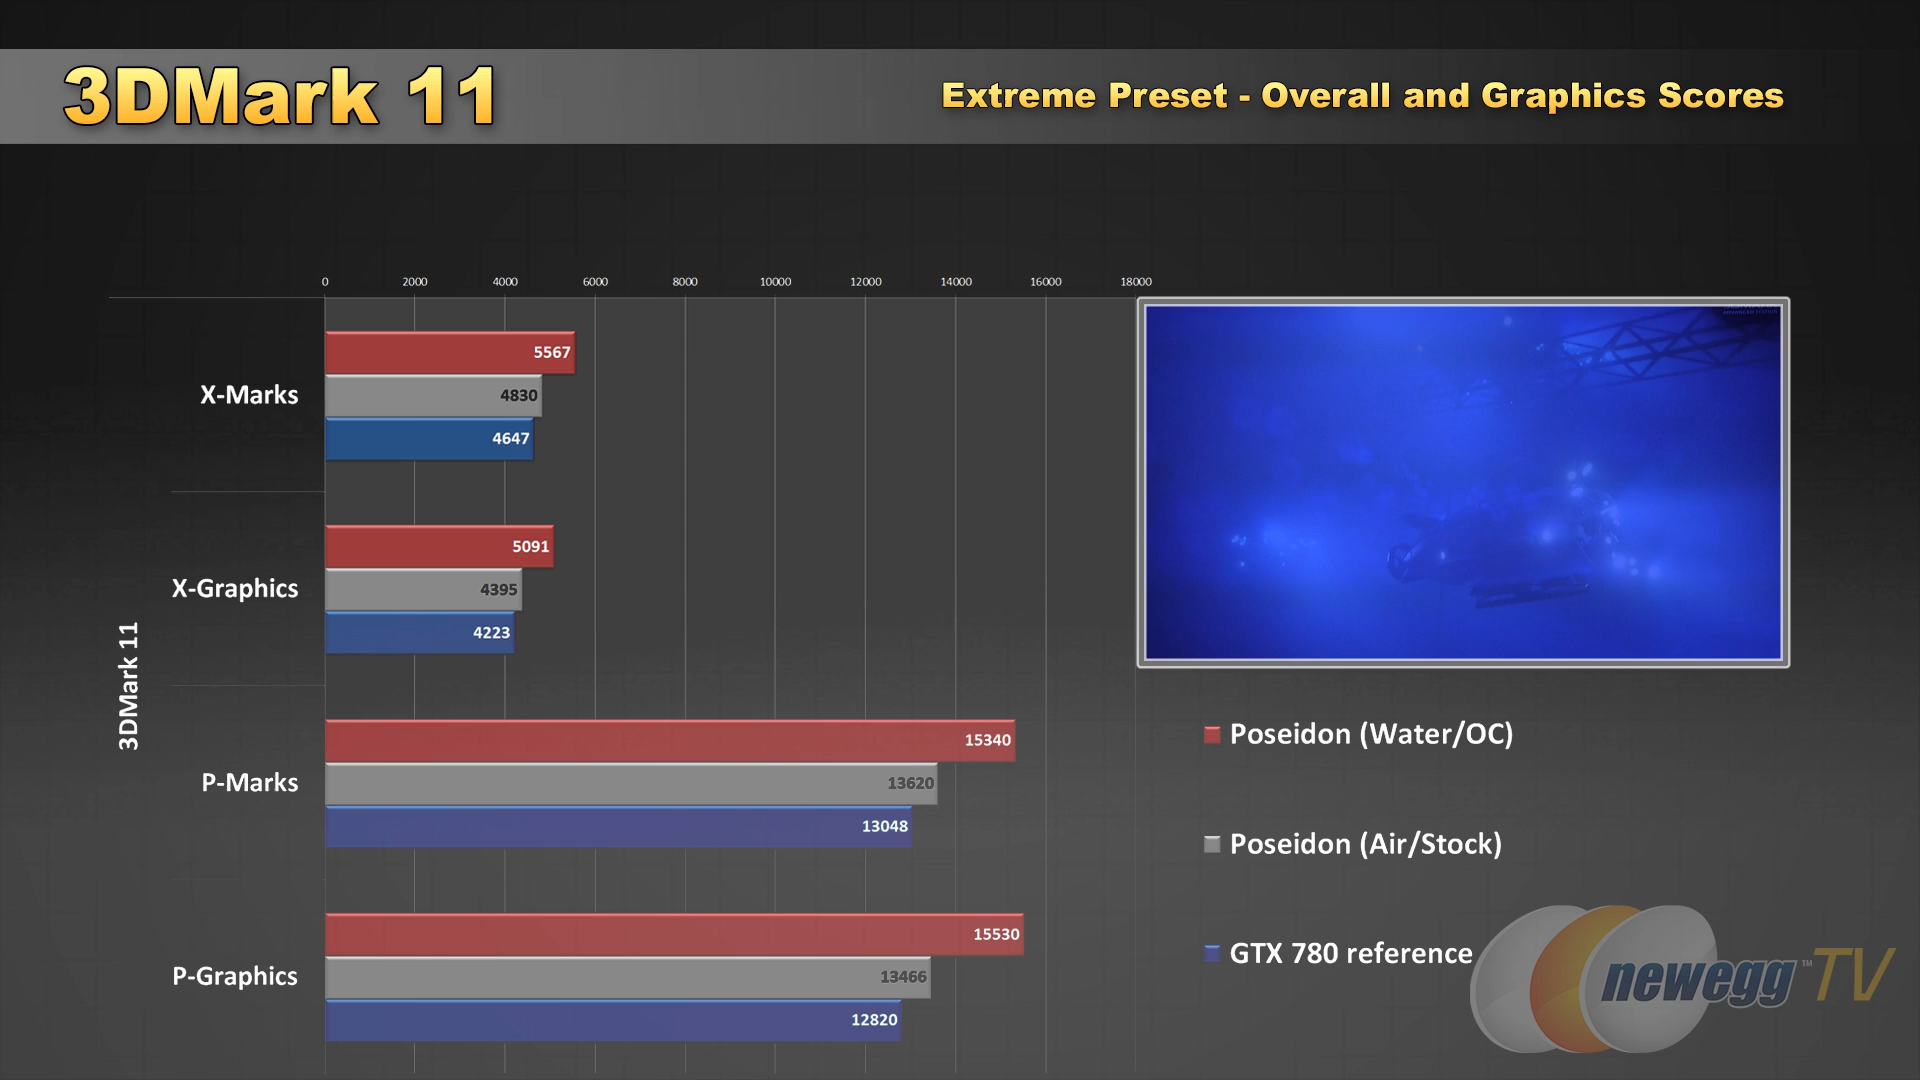 3DMark 11
Extreme Preset - Overall and Graphics Scores
0 2000 4000 6000 8000 10000 12000 14000 16000 18000
X-Marks
5567
4830
4647
X-Graphics
5091
4395
4223
3DMark 11
P-Marks
15340
13620
13048
P-Graphics
15530
13466
12820
Poseidon (Water/OC)
Poseidon (Air/Stock)
GTX 780 reference
newegg™TV